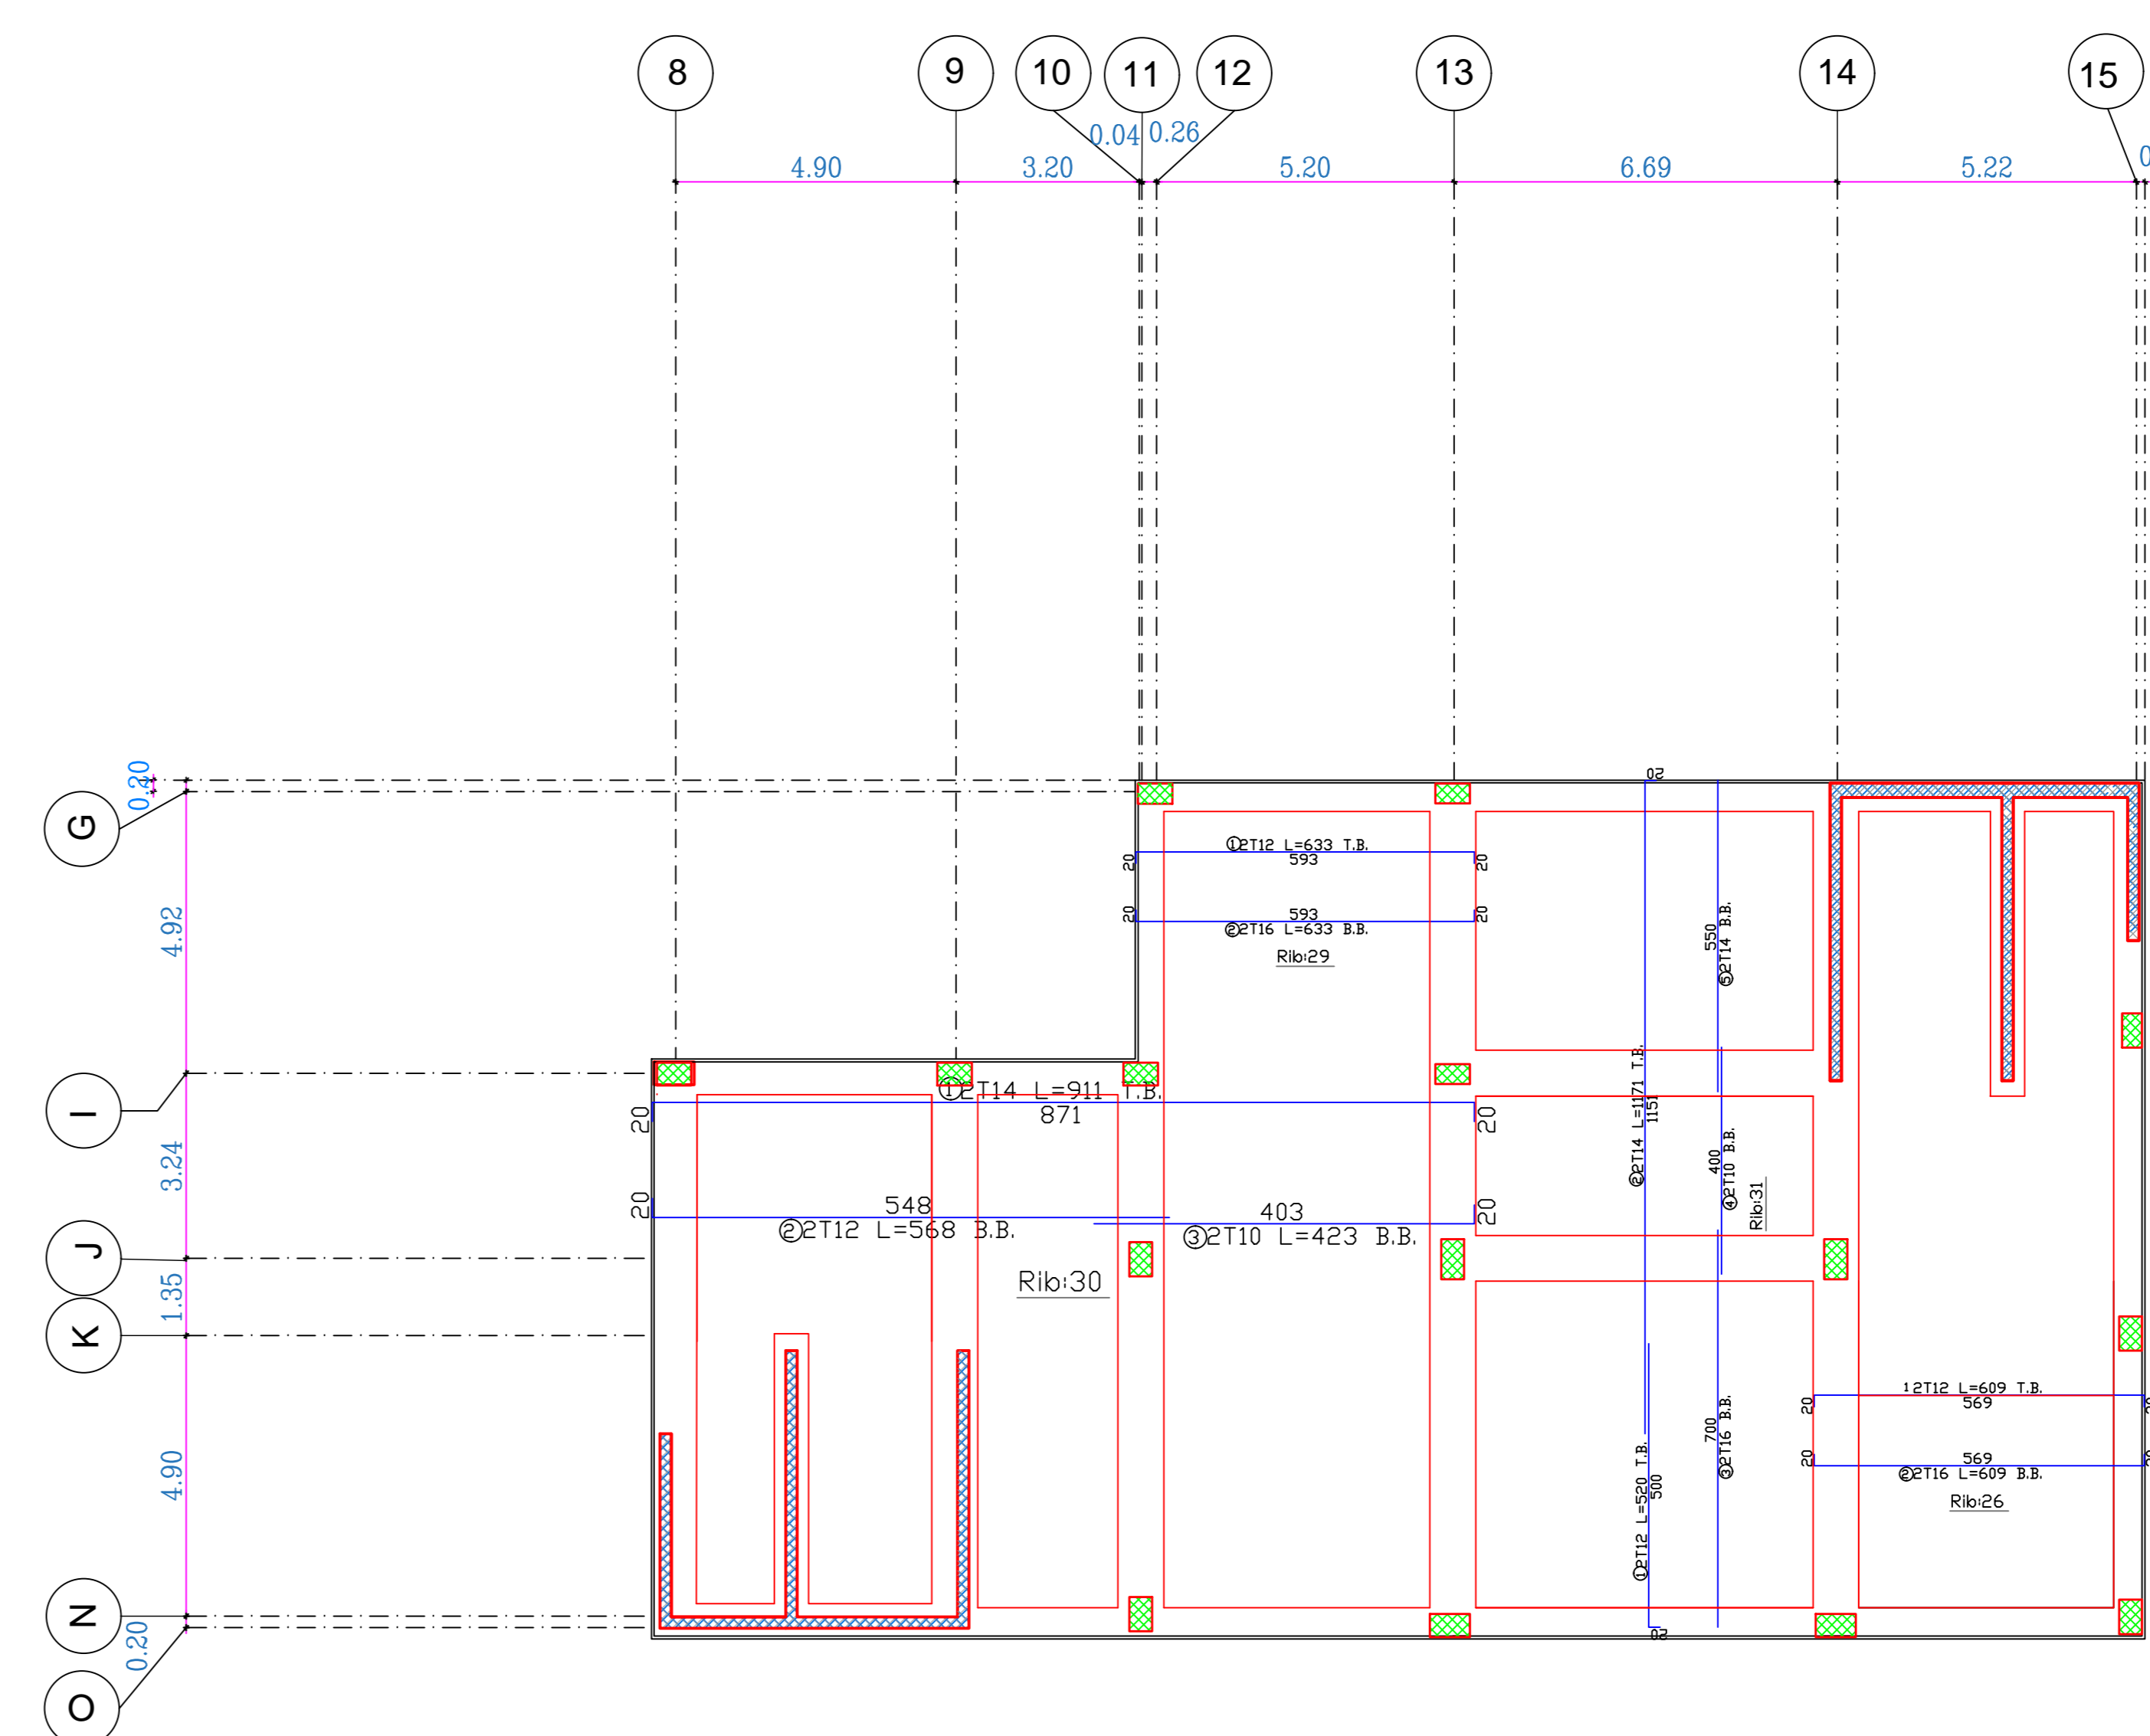 8 9 10 11 12 13 14 15
0.04 0.26
4.90 3.20 5.20 6.69 5.22 0
0.20
G
4.92
I
3.24
J
1.35
K
4.90
N
0.20
O
20
①2T12 L=633 T.B.
20 593 20
20 593 20
②2T16 L=633 B.B.
Rib:29
550
⑤2T14 B.B.
①2T14 L=911 T.B.
20 871 20
②2T14 L=1171 T.B.
1151
400
④2T10 B.B.
Rib:31
20 548
②2T12 L=568 B.B.
403 20
③2T10 L=423 B.B.
Rib:30
1 2T12 L=609 T.B.
20 569 20
20 569 20
②2T16 L=609 B.B.
Rib:26
700
③2T16 B.B.
①2T12 L=520 T.B.
500
20